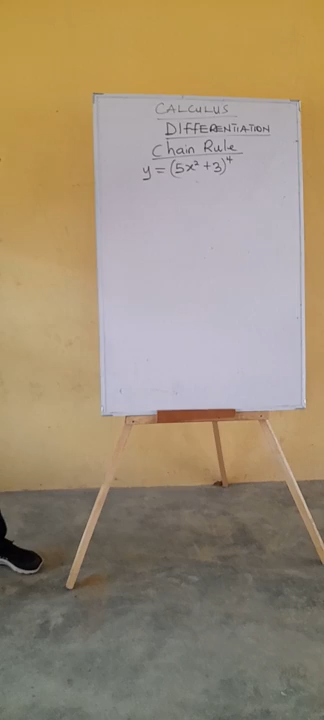 CALCULUS
DIFFERENTIATION
Chain Rule
y = (5x² + 3)⁴